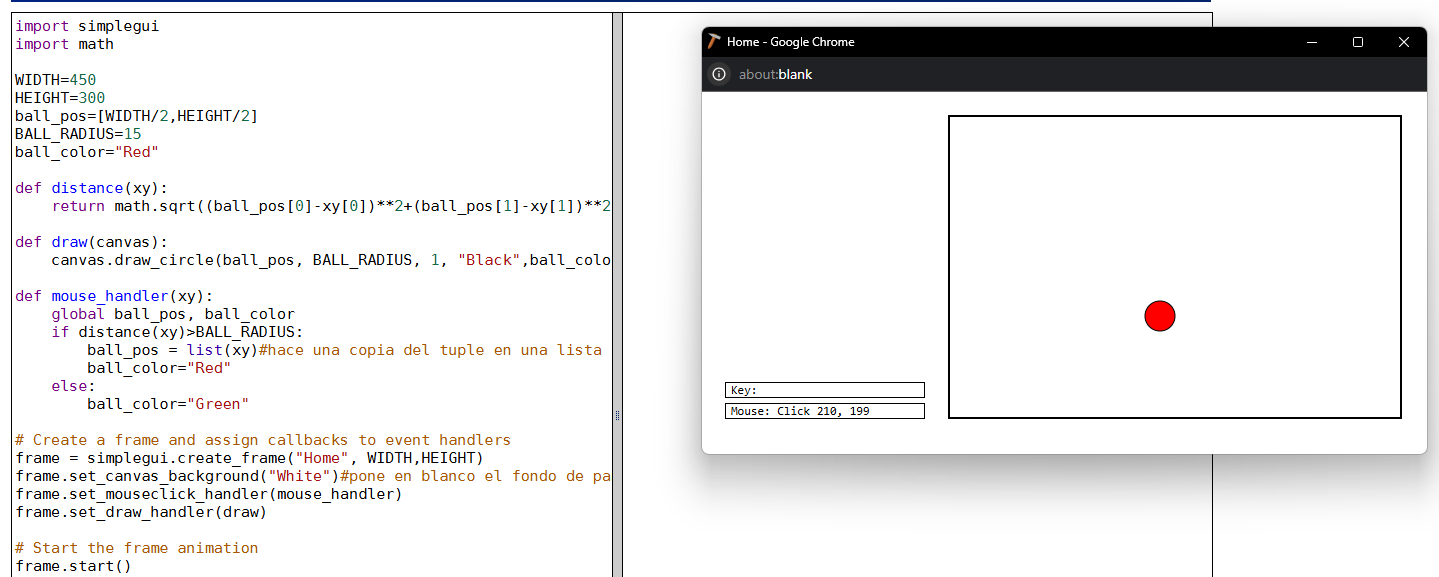 import simplegui
import math
WIDTH=450
HEIGHT=300
ball_pos=[WIDTH/2,HEIGHT/2]
BALL_RADIUS=15
ball_color="Red"
def distance(xy):
    return math.sqrt((ball_pos[0]-xy[0])**2+(ball_pos[1]-xy[1])**2
def draw(canvas):
    canvas.draw_circle(ball_pos, BALL_RADIUS, 1, "Black",ball_colo
def mouse_handler(xy):
    global ball_pos, ball_color
    if distance(xy)>BALL_RADIUS:
        ball_pos = list(xy)#hace una copia del tuple en una lista
        ball_color="Red"
    else:
        ball_color="Green"
# Create a frame and assign callbacks to event handlers
frame = simplegui.create_frame("Home", WIDTH,HEIGHT)
frame.set_canvas_background("White")#pone en blanco el fondo de pa
frame.set_mouseclick_handler(mouse_handler)
frame.set_draw_handler(draw)
# Start the frame animation
frame.start()
Home - Google Chrome
about:blank
Key:
Mouse: Click 210, 199